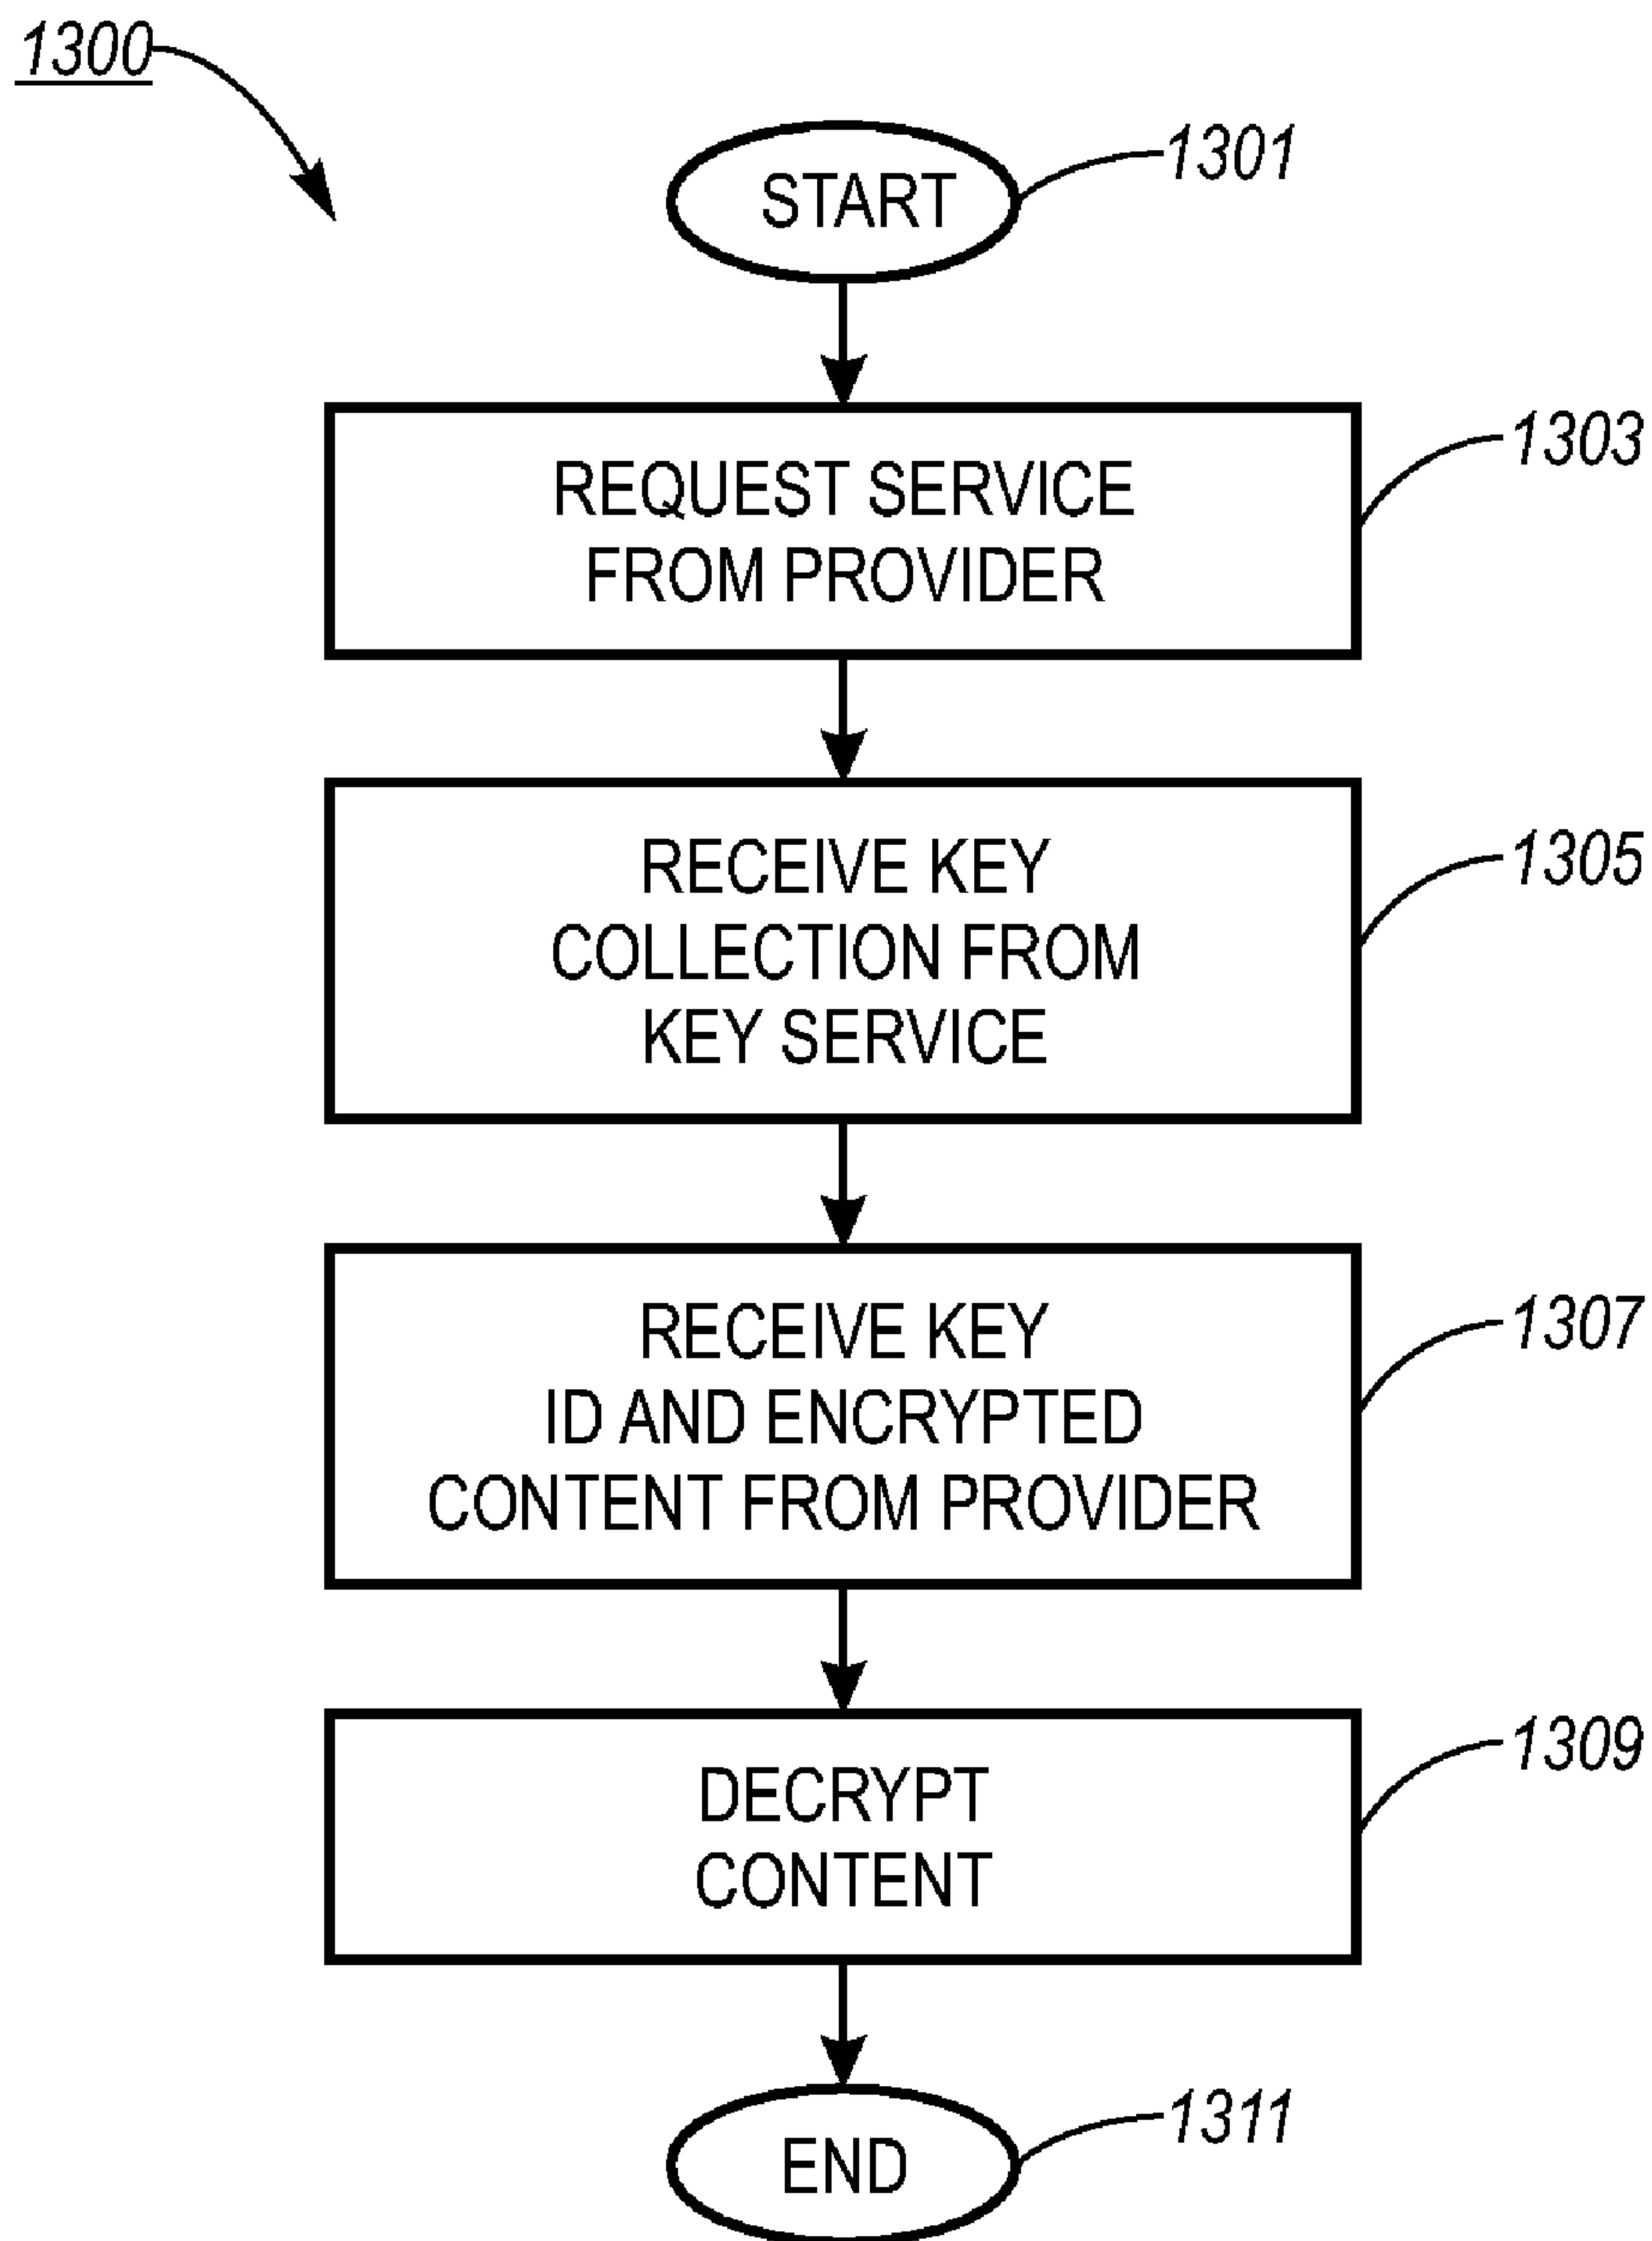 1300
START
1301
REQUEST SERVICE
FROM PROVIDER
1303
RECEIVE KEY
COLLECTION FROM
KEY SERVICE
1305
RECEIVE KEY
ID AND ENCRYPTED
CONTENT FROM PROVIDER
1307
DECRYPT
CONTENT
1309
END
1311